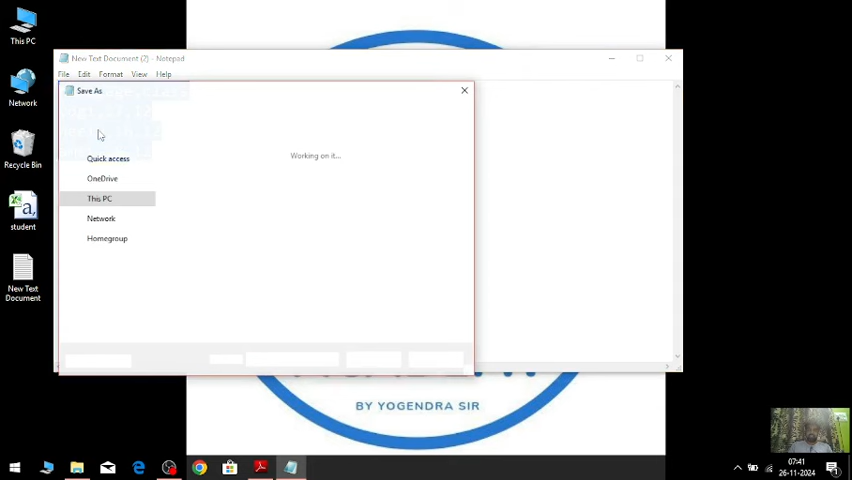 This PC
Network
Recycle Bin
student
New Text
Document
New Text Document (2) - Notepad
File Edit Format View Help
Save As
Working on it...
Quick access
OneDrive
This PC
Network
Homegroup
BY YOGENDRA SIR
07:41
26-11-2024